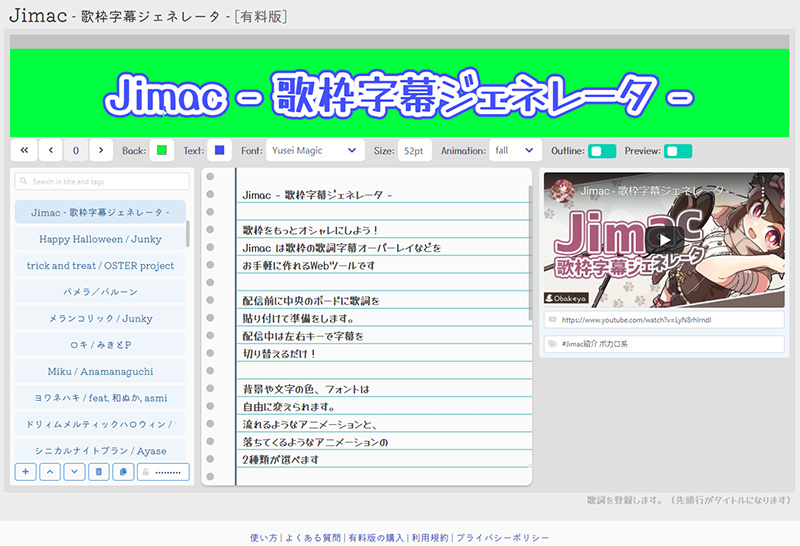 Jimac - 歌枠字幕ジェネレータ - [有料版]
Jimac - 歌枠字幕ジェネレータ -
0 Back: Text: Font: Yusei Magic Size: 52pt Animation: fall Outline: Preview:
Search in title and tags
Jimac - 歌枠字幕ジェネレータ -
Happy Halloween / Junky
trick and treat / OSTER project
バメラ／バルーン
メランコリック / Junky
ロキ / みきとP
Miku / Anamanaguchi
ヨワネハキ / feat. 和ぬか, asmi
ドリィムメルティックハロウィン /
シニカルナイトプラン / Ayase
Jimac - 歌枠字幕ジェネレータ -
歌枠をもっとオシャレにしよう！
Jimac は歌枠の歌詞字幕オーバーレイなどを
お手軽に作れるWebツールです
配信前に中央のボードに歌詞を
貼り付けて準備をします。
配信中は左右キーで字幕を
切り替えるだけ！
背景や文字の色、フォントは
自由に変えられます。
流れるようなアニメーションと、
落ちてくるようなアニメーションの
2種類が選べます
Jimac - 歌枠字幕ジェネレータ -
Jimac
歌枠字幕ジェネレータ
Obakeya
https://www.youtube.com/watch?v=LyN8rhlrndI
#Jimac紹介 ボカロ系
歌詞を登録します。（先頭行がタイトルになります）
使い方 | よくある質問 | 有料版の購入 | 利用規約 | プライバシーポリシー